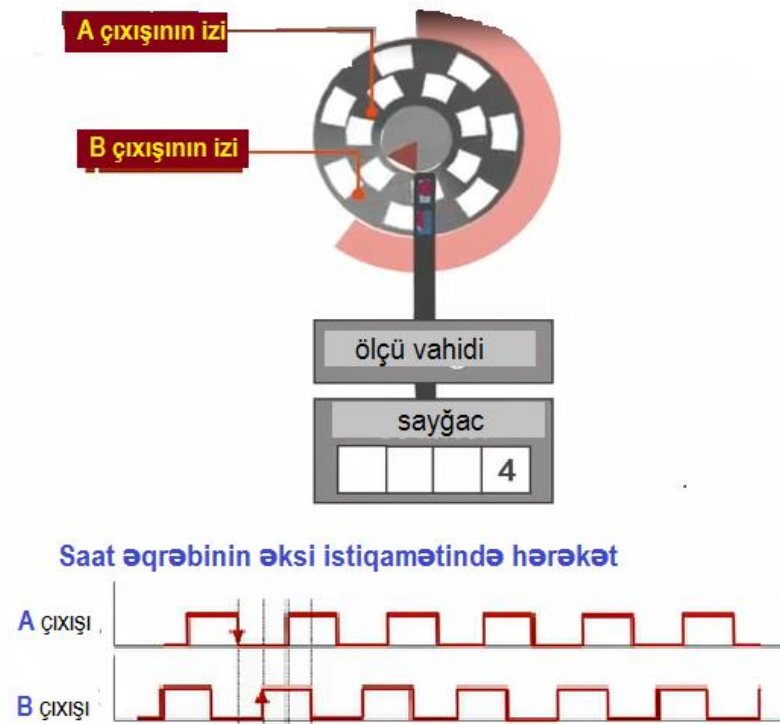 A çıxışının izi
B çıxışının izi
ölçü vahidi
sayğac
4
Saat əqrəbinin əksi istiqamətində hərəkət
A ÇIXIŞI
B ÇIXIŞI